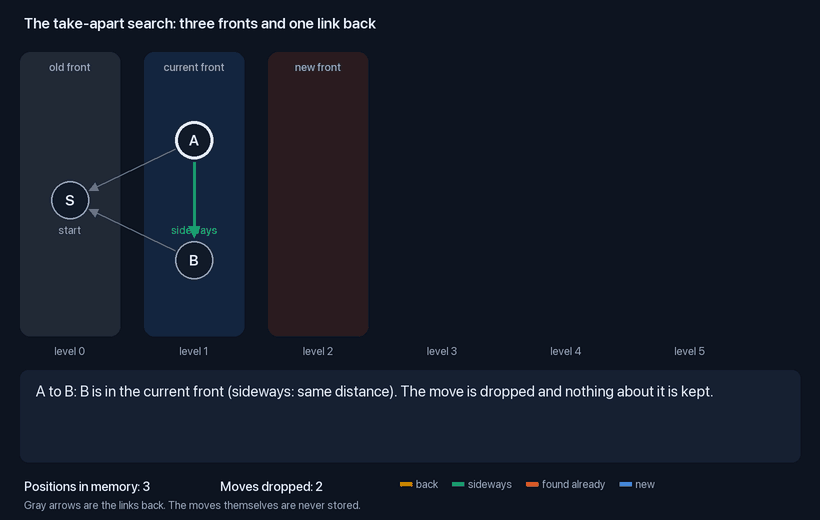 The take-apart search: three fronts and one link back
old front
current front
new front
A
S
start
sideways
B
level 0
level 1
level 2
level 3
level 4
level 5
A to B: B is in the current front (sideways: same distance). The move is dropped and nothing about it is kept.
Positions in memory: 3
Moves dropped: 2
back
sideways
found already
new
Gray arrows are the links back. The moves themselves are never stored.